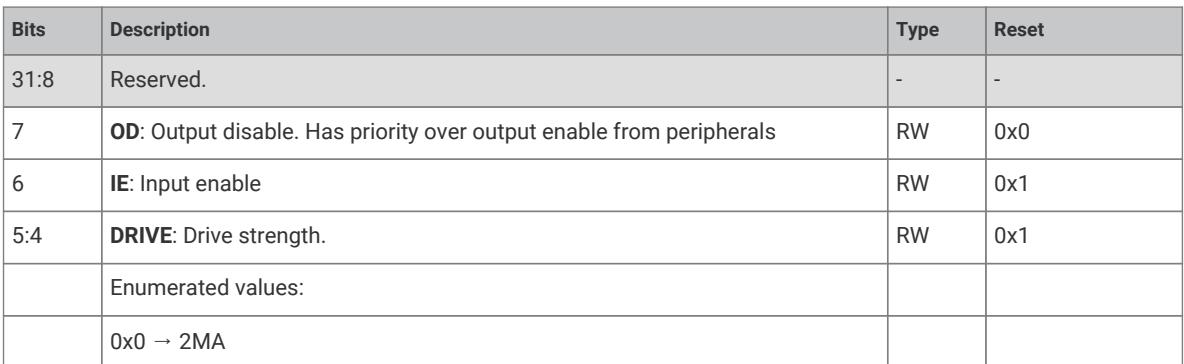 Bits Description Type Reset
31:8 Reserved. - -
7 OD: Output disable. Has priority over output enable from peripherals RW 0x0
6 IE: Input enable RW 0x1
5:4 DRIVE: Drive strength. RW 0x1
Enumerated values:
0x0 → 2MA